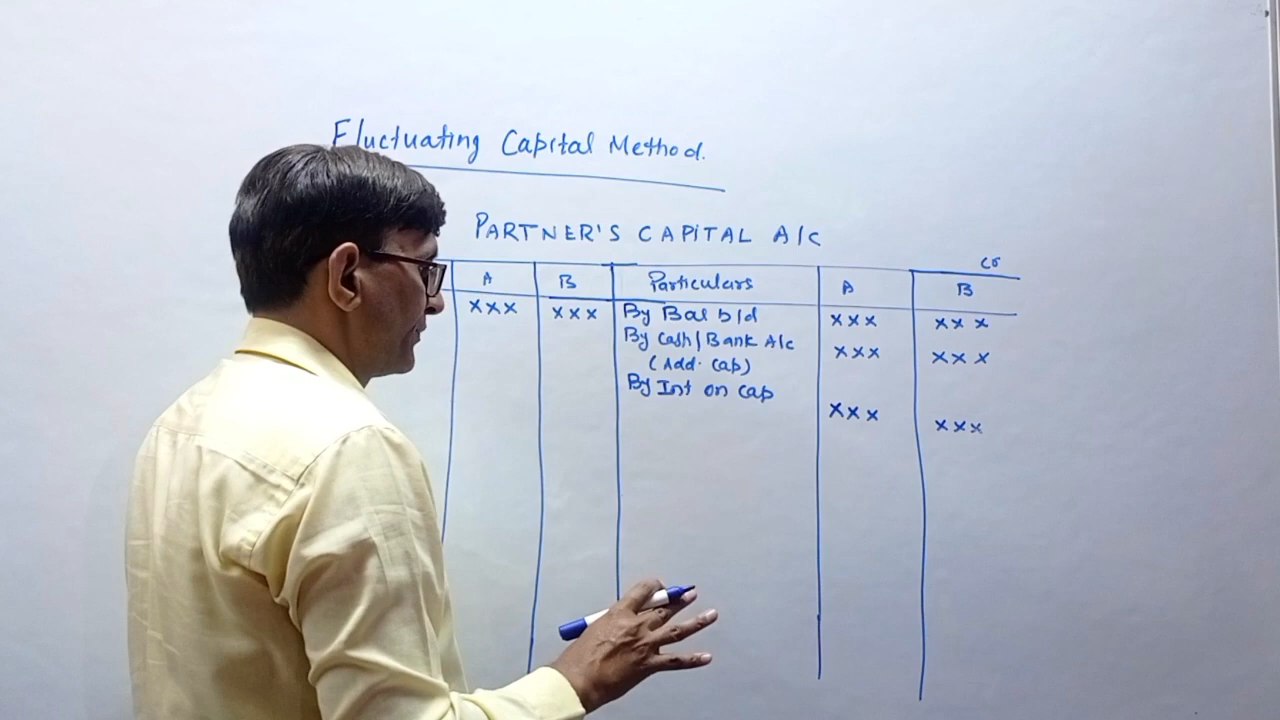 Fluctuating Capital Method.
PARTNER'S CAPITAL A/c
Cr
A B Particulars A B
xxx xxx By Bal b/d xxx xxx
By Cash/Bank A/c xxx xxx
(Add. Cap)
By Int on cap
xxx xxx